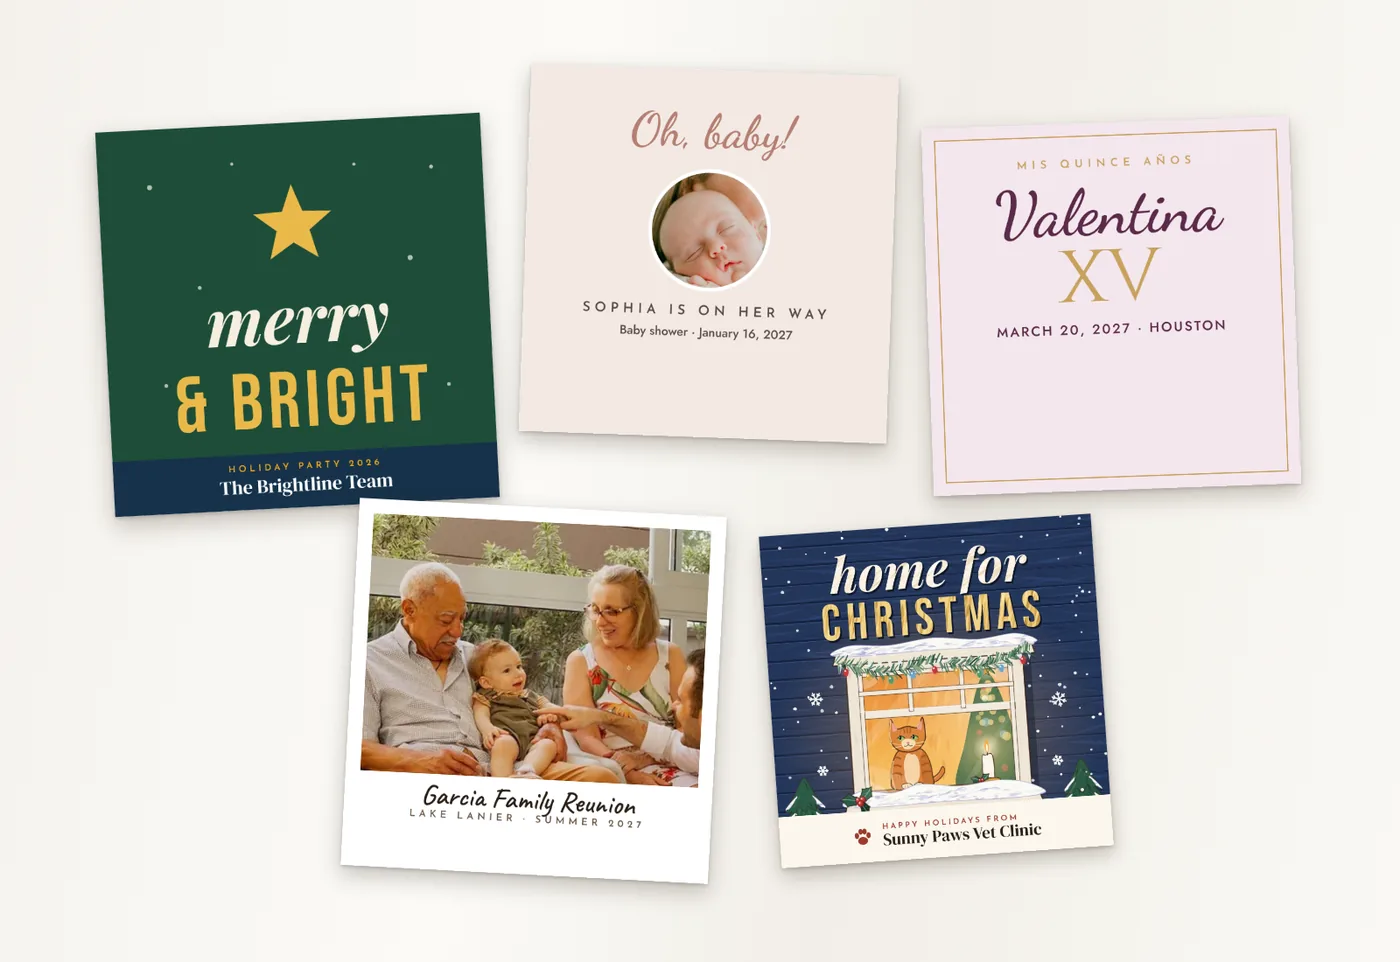 merry
& BRIGHT
HOLIDAY PARTY 2026
The Brightline Team
Oh, baby!
SOPHIA IS ON HER WAY
Baby shower · January 16, 2027
MIS QUINCE AÑOS
Valentina
XV
MARCH 20, 2027 · HOUSTON
Garcia Family Reunion
LAKE LANIER · SUMMER 2027
home for
CHRISTMAS
HAPPY HOLIDAYS FROM
Sunny Paws Vet Clinic